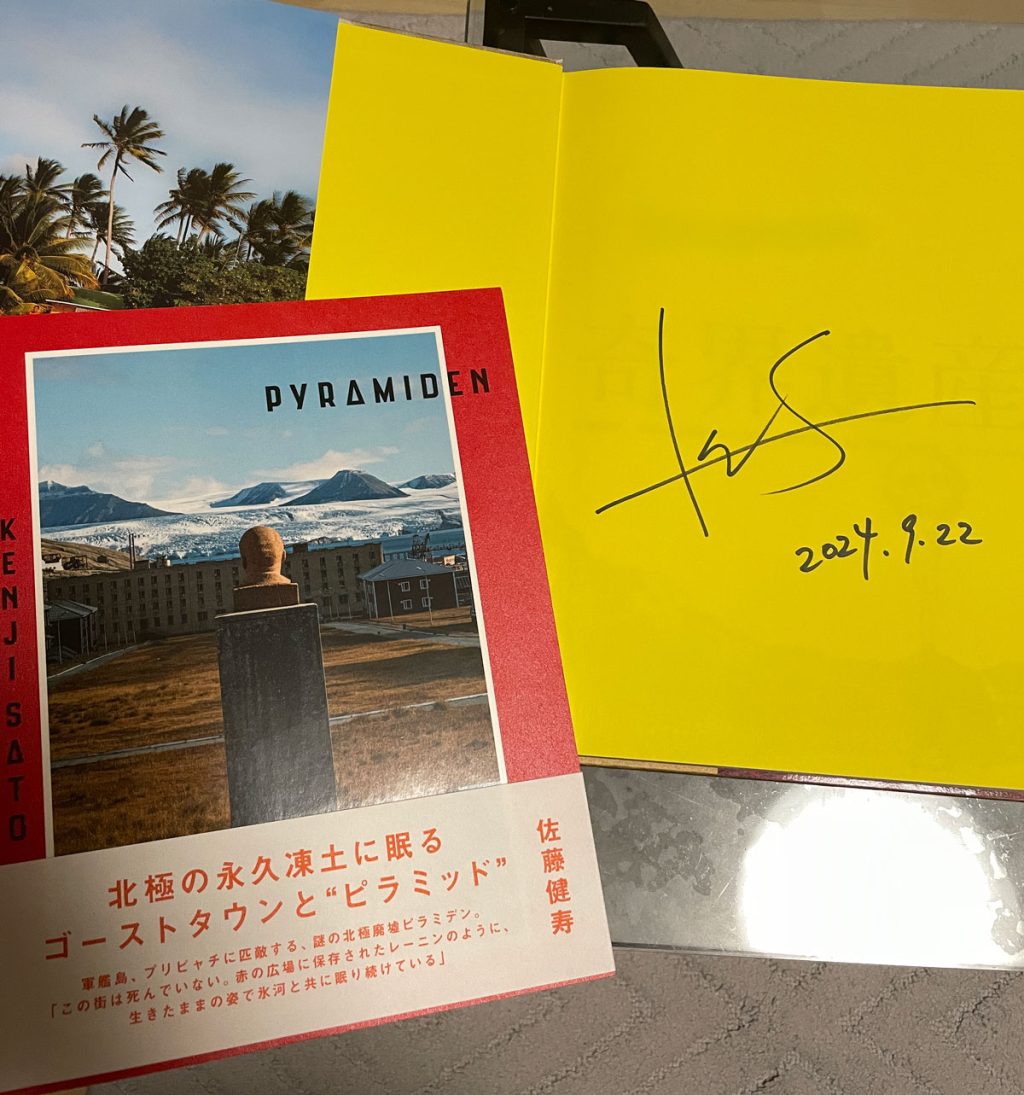 PYRAMIDEN
KENJI SATO
北極の永久凍土に眠る
ゴーストタウンと“ピラミッド”
佐藤健寿
軍艦島、プリピャチに匹敵する、謎の北極廃墟ピラミデン。
「この街は死んでいない。赤の広場に保存されたレーニンのように、
生きたままの姿で氷河と共に眠り続けている」
2024.9.22